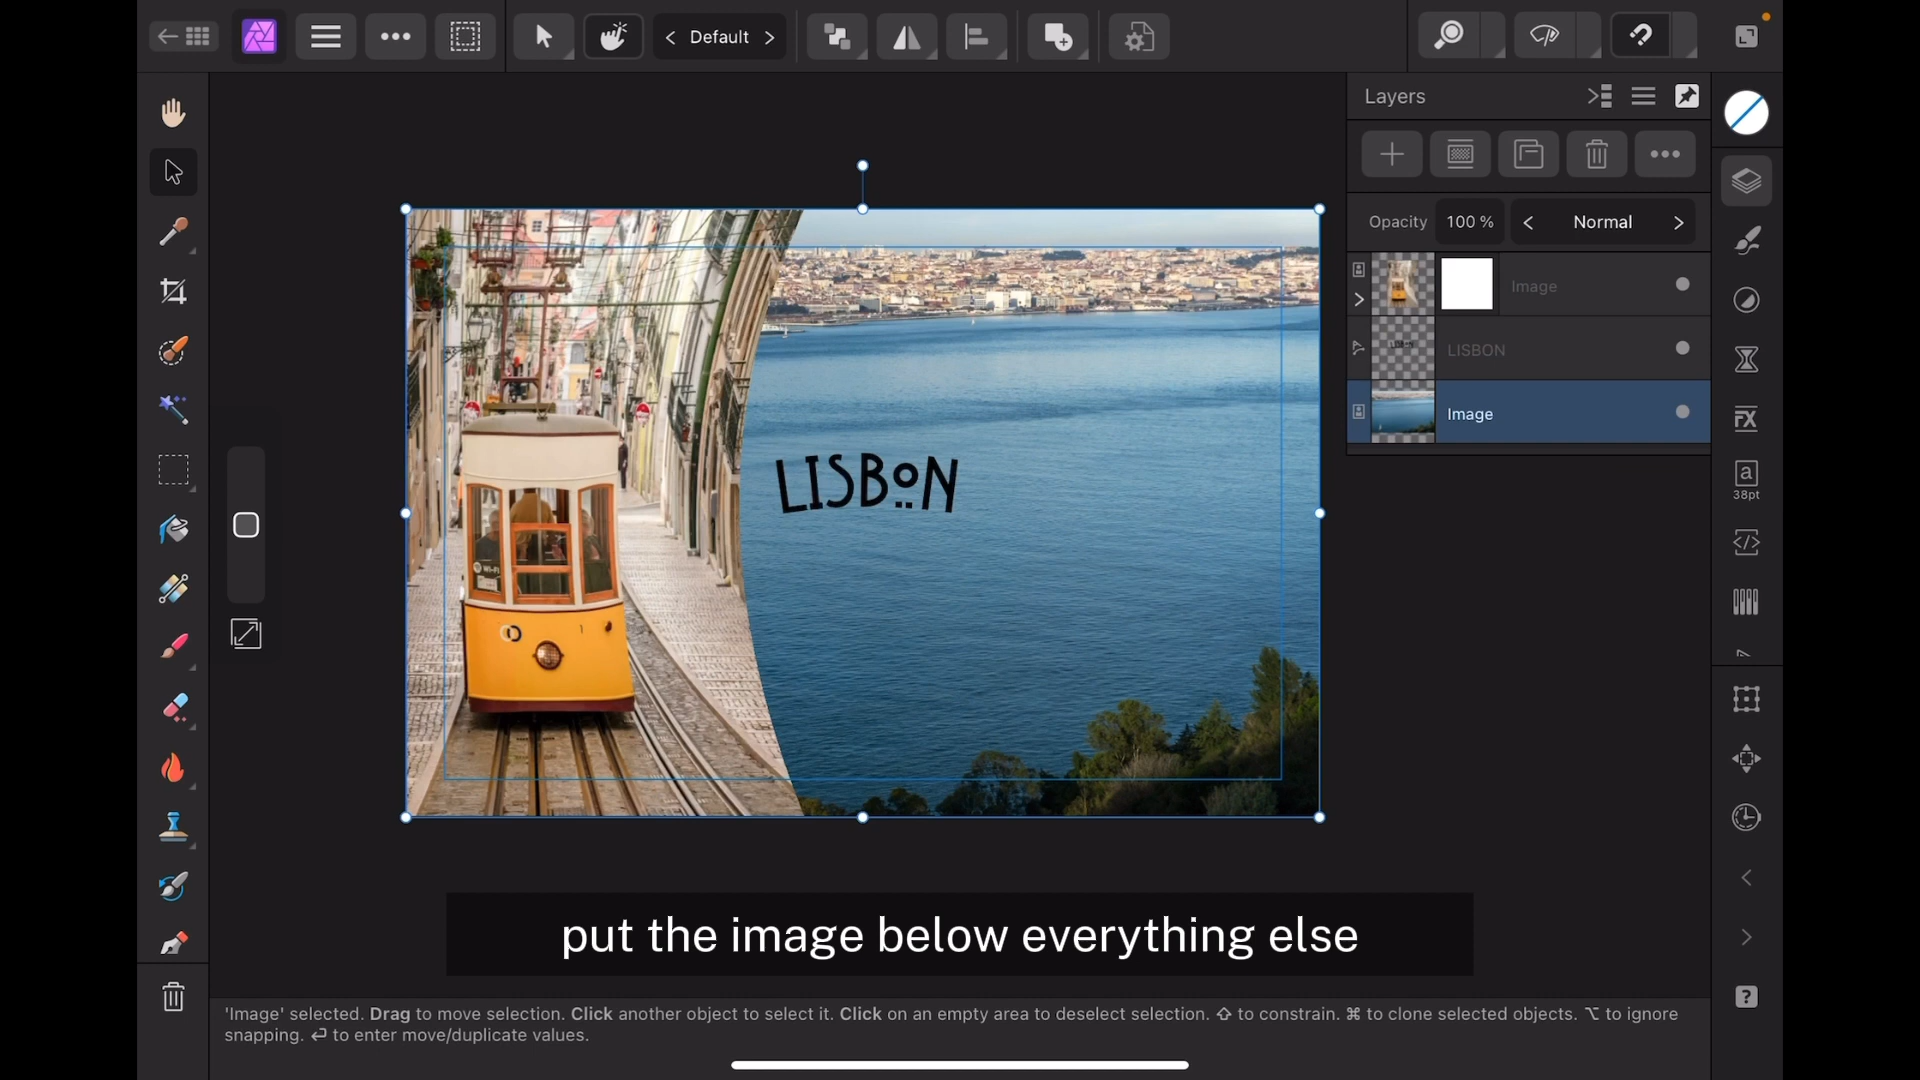 Default
Layers
Opacity 100 % Normal
Image
LISBON
Image
38pt
LISBON
WI-FI
put the image below everything else
'Image' selected. Drag to move selection. Click another object to select it. Click on an empty area to deselect selection. ⇧ to constrain. ⌘ to clone selected objects. ⌥ to ignore
snapping. ↩ to enter move/duplicate values.